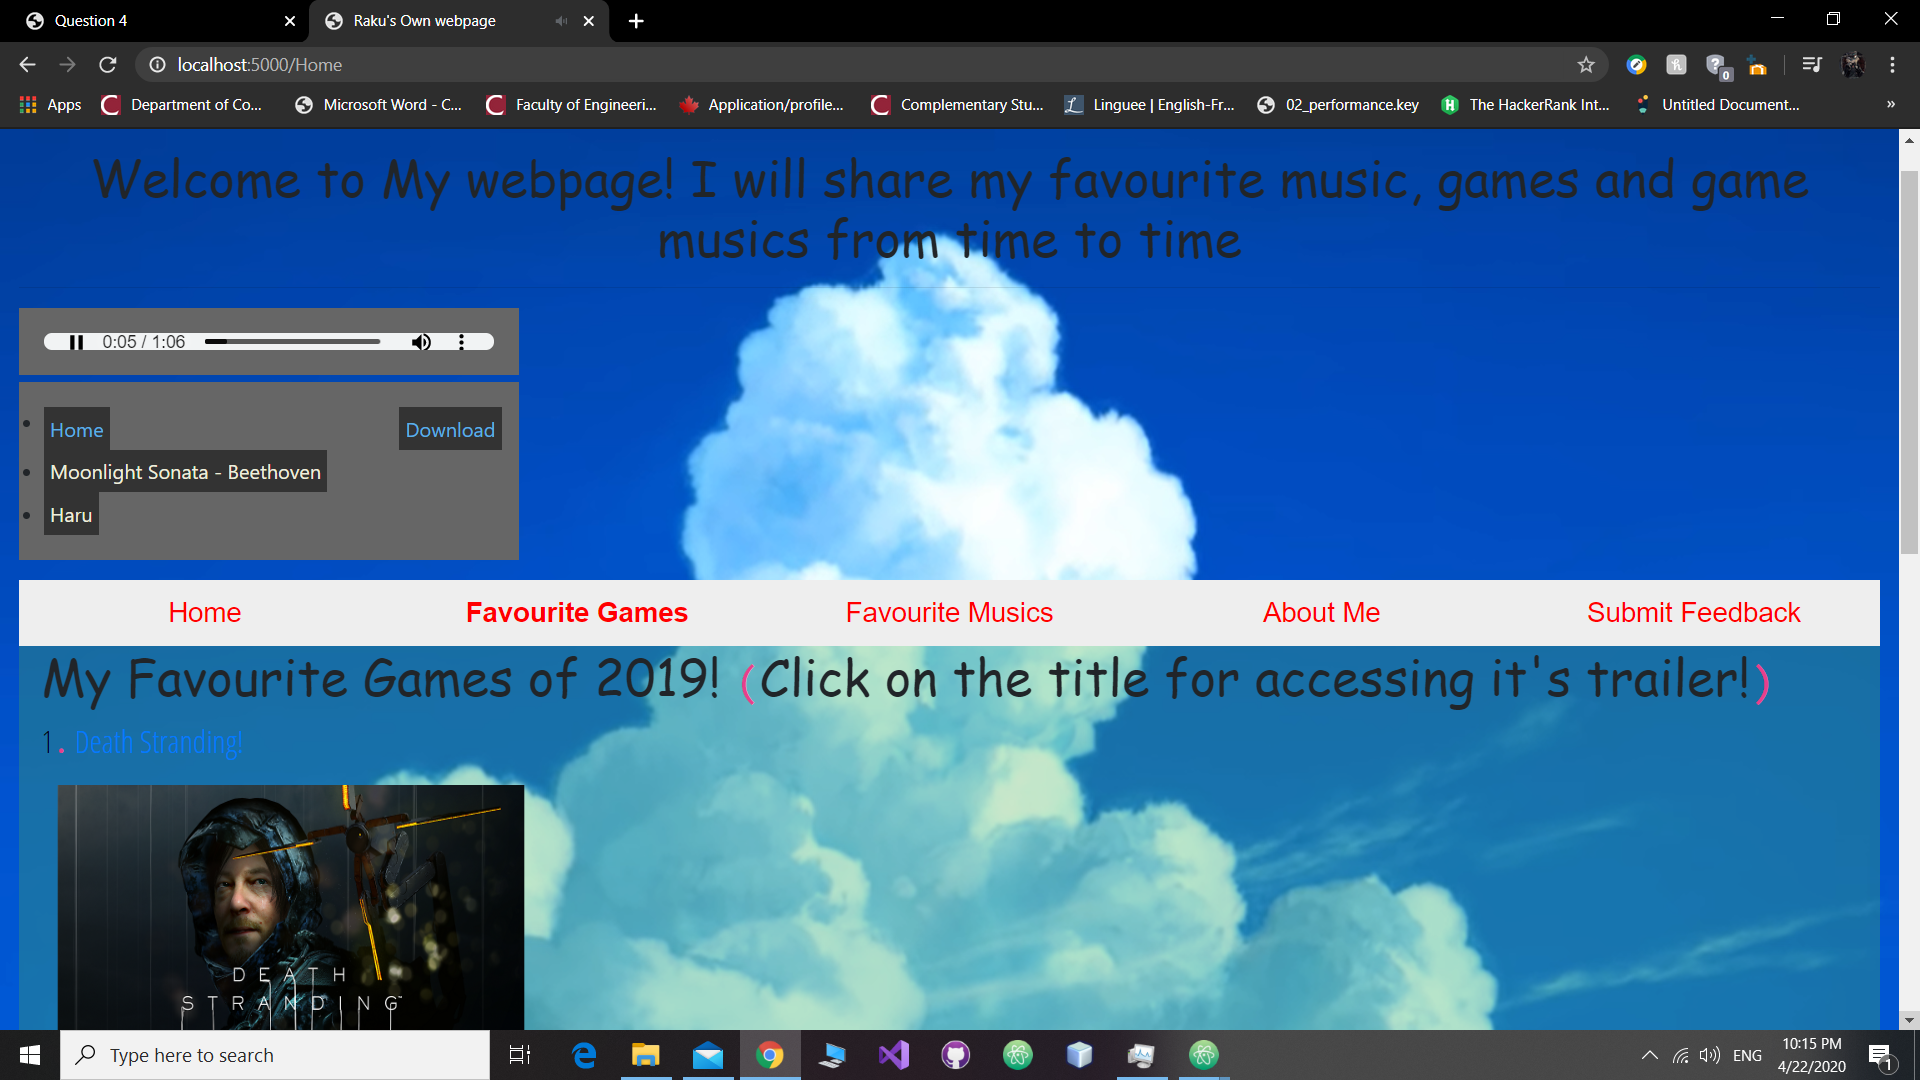 Question 4
Raku's Own webpage
localhost:5000/Home
0
Apps
Department of Co...
Microsoft Word - C...
Faculty of Engineeri...
Application/profile...
Complementary Stu...
Linguee | English-Fr...
02_performance.key
The HackerRank Int...
Untitled Document...
»
Welcome to My webpage! I will share my favourite music, games and game
musics from time to time
0:05 / 1:06
Home
Download
Moonlight Sonata - Beethoven
Haru
Home
Favourite Games
Favourite Musics
About Me
Submit Feedback
My Favourite Games of 2019! (Click on the title for accessing it's trailer!)
1. Death Stranding!
DEATH
STRANDING™
Type here to search
ENG
10:15 PM
4/22/2020
1